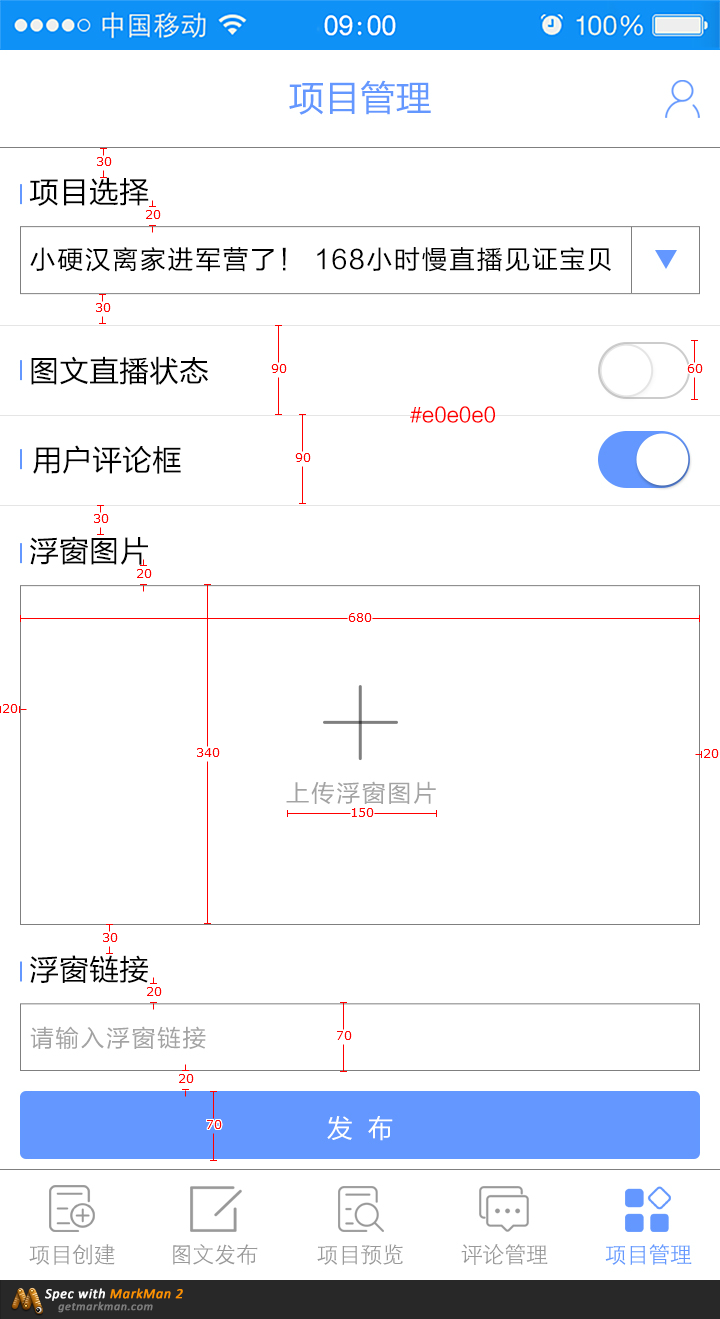 中国移动 09:00 100%
项目管理
30
项目选择
20
小硬汉离家进军营了！ 168小时慢直播见证宝贝
30
图文直播状态 90 60
#e0e0e0
用户评论框 90
30
浮窗图片
20
680
20
340 20
上传浮窗图片
150
30
浮窗链接
20
请输入浮窗链接 70
20
70 发 布
项目创建 图文发布 项目预览 评论管理 项目管理
Spec with MarkMan 2
getmarkman.com